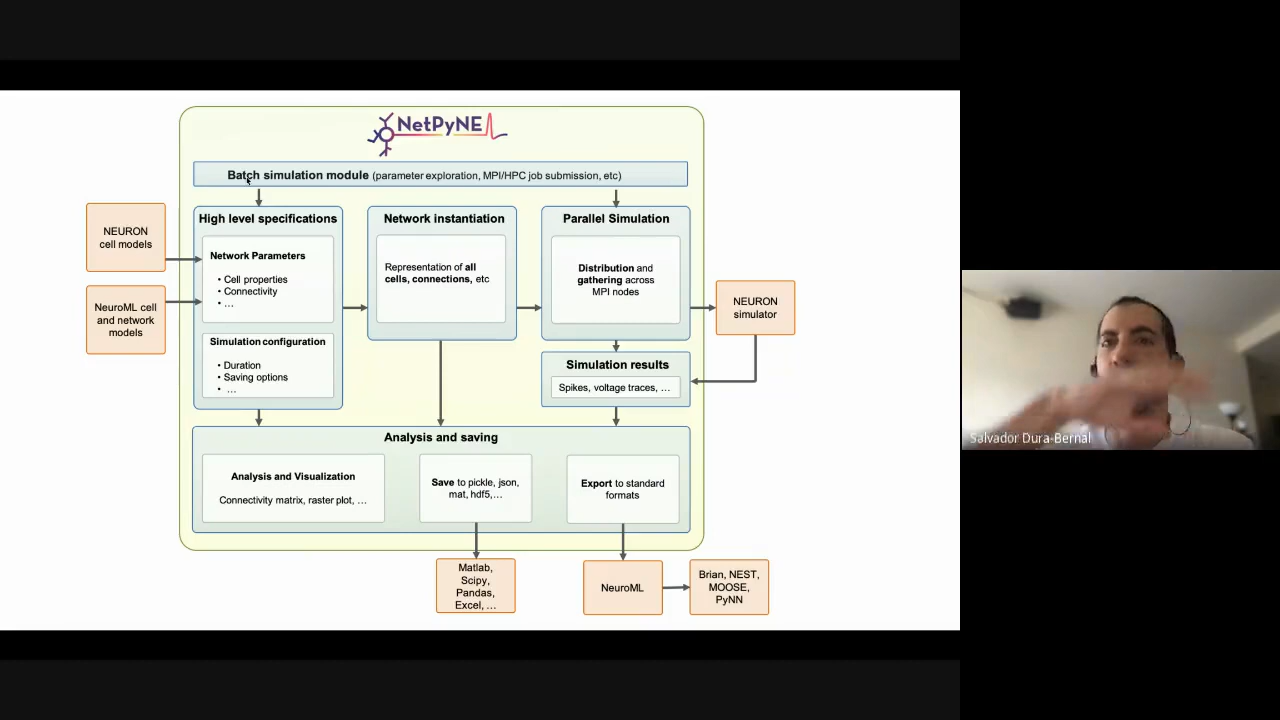 NetPyNE
Batch simulation module (parameter exploration, MPI/HPC job submission, etc)
NEURON
cell models
NeuroML cell
and network
models
High level specifications
Network Parameters
• Cell properties
• Connectivity
• ...
Simulation configuration
• Duration
• Saving options
• ...
Network instantiation
Representation of all
cells, connections, etc
Parallel Simulation
Distribution and
gathering across
MPI nodes
NEURON
simulator
Simulation results
Spikes, voltage traces, ...
Analysis and saving
Analysis and Visualization
Connectivity matrix, raster plot, ...
Save to pickle, json,
mat, hdf5,...
Export to standard
formats
Matlab,
Scipy,
Pandas,
Excel, ...
NeuroML
Brian, NEST,
MOOSE,
PyNN
Salvador Dura-Bernal